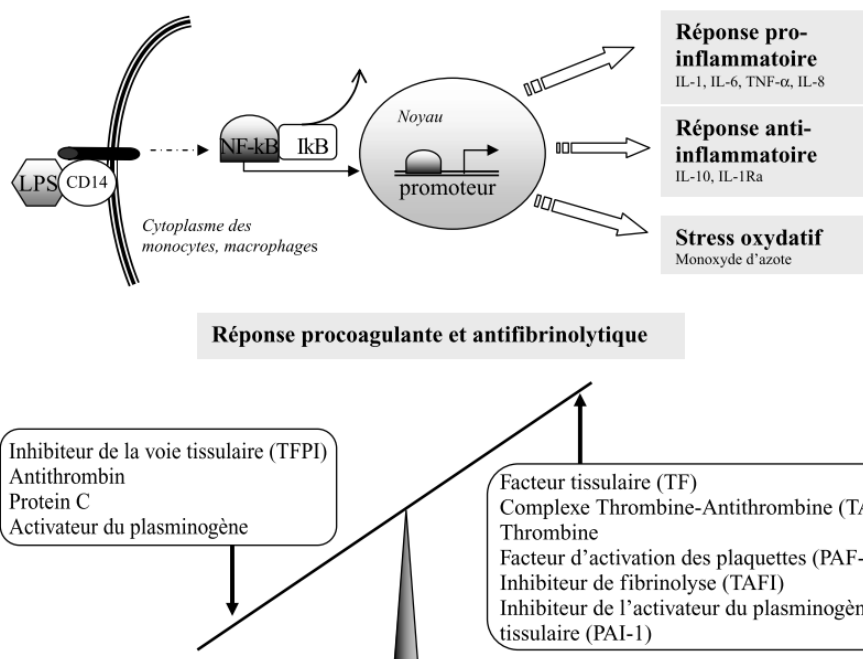 Réponse pro-
inflammatoire
IL-1, IL-6, TNF-α, IL-8
Noyau
NF-kB
IkB
Réponse anti-
inflammatoire
IL-10, IL-1Ra
LPS
CD14
promoteur
Cytoplasme des
monocytes, macrophages
Stress oxydatif
Monoxyde d'azote
Réponse procoagulante et antifibrinolytique
Inhibiteur de la voie tissulaire (TFPI)
Antithrombin
Protein C
Activateur du plasminogène
Facteur tissulaire (TF)
Complexe Thrombine-Antithrombine (TA
Thrombine
Facteur d'activation des plaquettes (PAF-
Inhibiteur de fibrinolyse (TAFI)
Inhibiteur de l'activateur du plasminogèn
tissulaire (PAI-1)